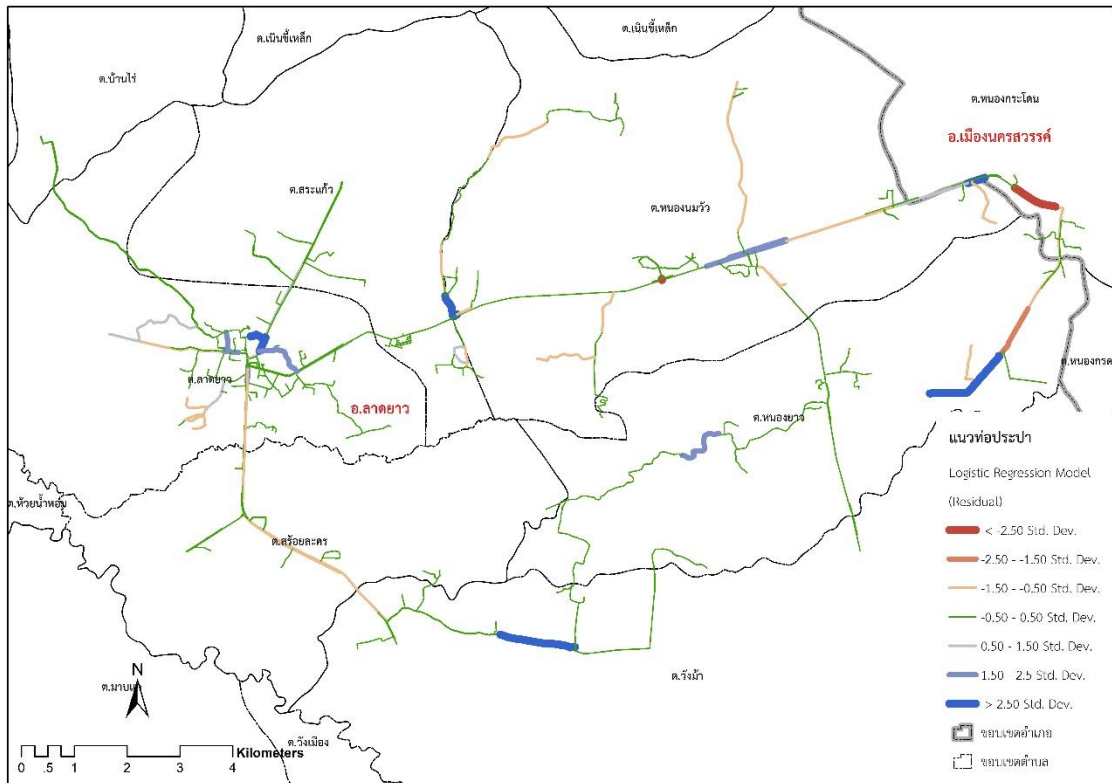 ต.เนินขี้เหล็ก
ต.เนินขี้เหล็ก
ต.บ้านไร่
ต.หนองกระโดน
อ.เมืองนครสวรรค์
ต.สระแก้ว
ต.หนองนมวัว
ต.หนองกรด
ต.ลาดยาว
อ.ลาดยาว
ต.หนองยาว
ต.ห้วยน้ำหอม
ต.สร้อยละคร
ต.วังม้า
ต.วังเมือง
N
0 .5 1 2 3 4
Kilometers
แนวท่อประปา
Logistic Regression Model
(Residual)
< -2.50 Std. Dev.
-2.50 - -1.50 Std. Dev.
-1.50 - -0.50 Std. Dev.
-0.50 - 0.50 Std. Dev.
0.50 - 1.50 Std. Dev.
1.50 - 2.5 Std. Dev.
> 2.50 Std. Dev.
ขอบเขตอำเภอ
ขอบเขตตำบล